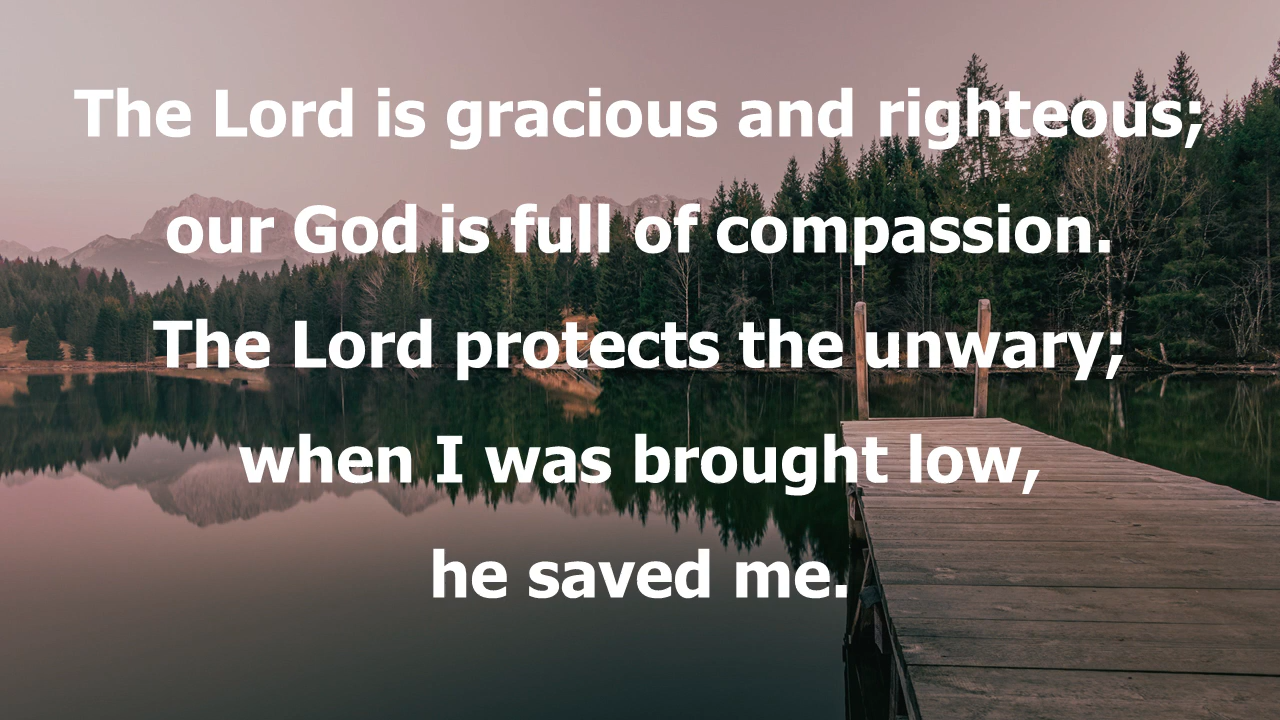 The Lord is gracious and righteous;
our God is full of compassion.
The Lord protects the unwary;
when I was brought low,
he saved me.